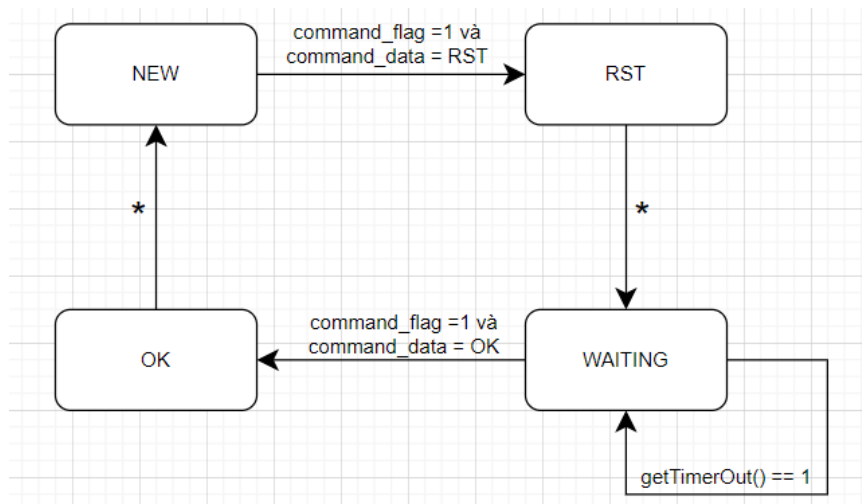 command_flag =1 và
command_data = RST
NEW
RST
*
*
command_flag =1 và
command_data = OK
OK
WAITING
getTimerOut() == 1